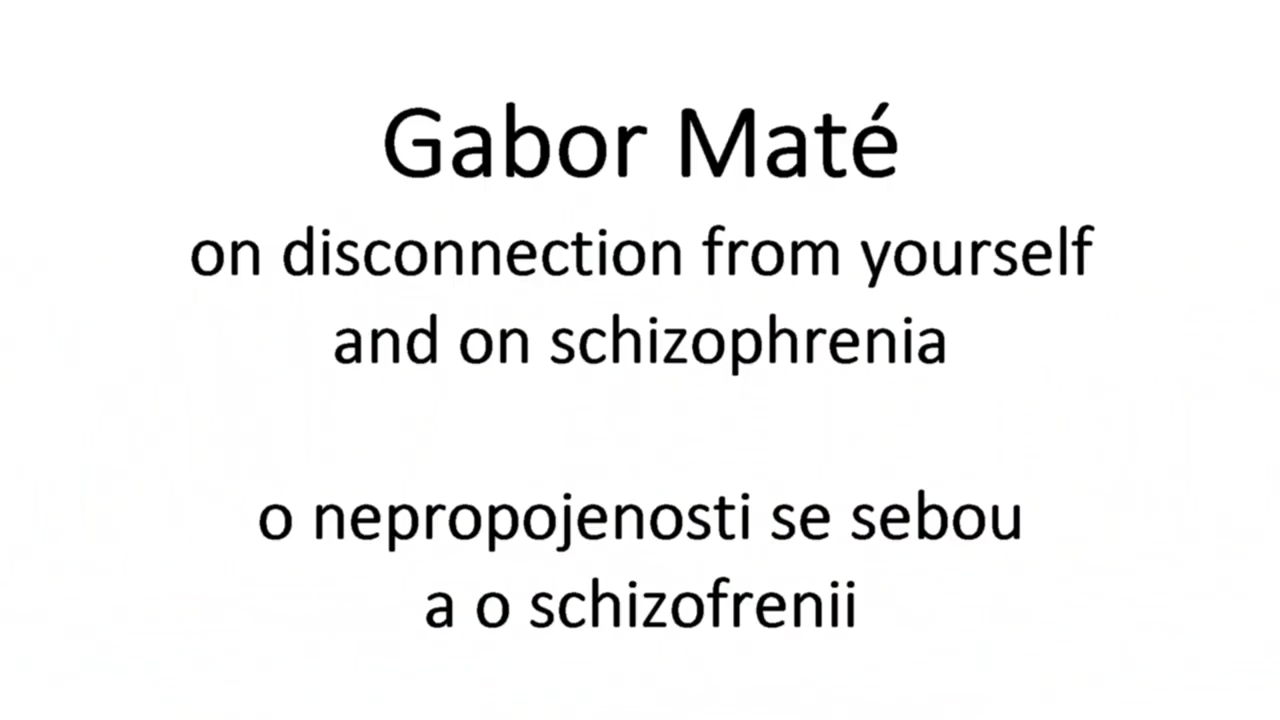 Gabor Maté
on disconnection from yourself
and on schizophrenia
o nepropojenosti se sebou
a o schizofrenii